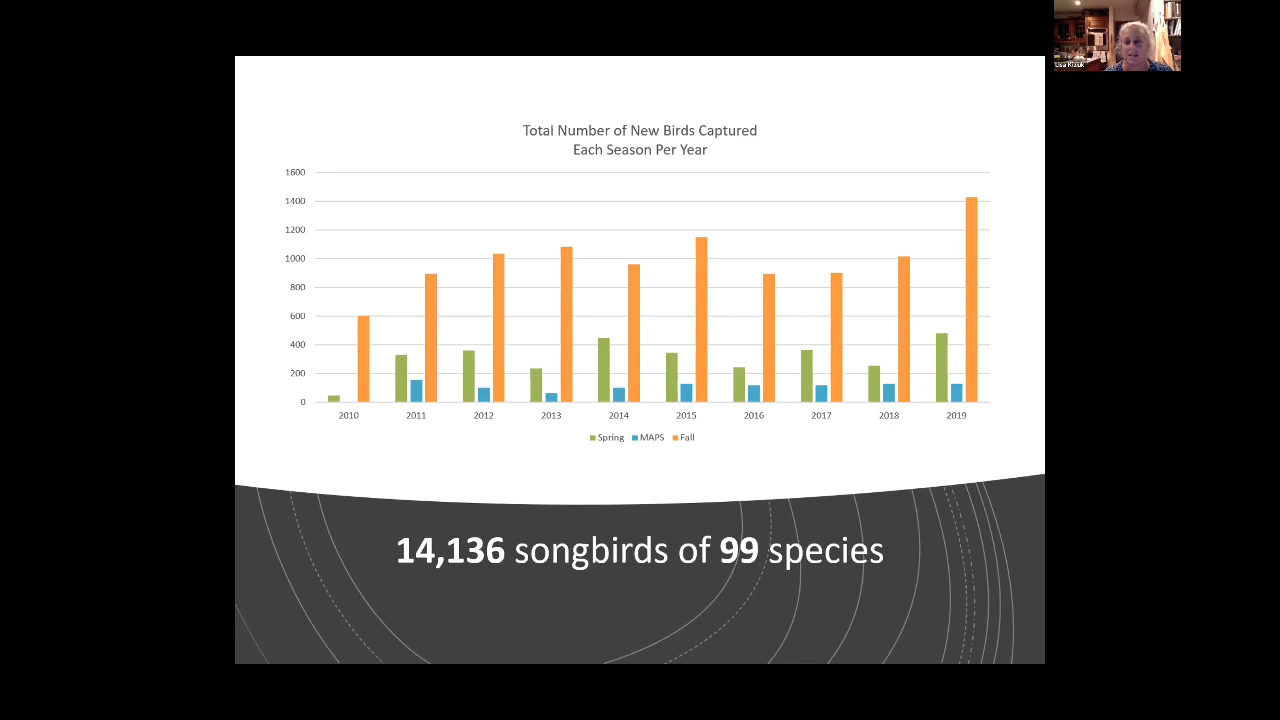 Lisa Kiziuk
Total Number of New Birds Captured
Each Season Per Year
1600
1400
1200
1000
800
600
400
200
0
2010 2011 2012 2013 2014 2015 2016 2017 2018 2019
Spring MAPS Fall
14,136 songbirds of 99 species